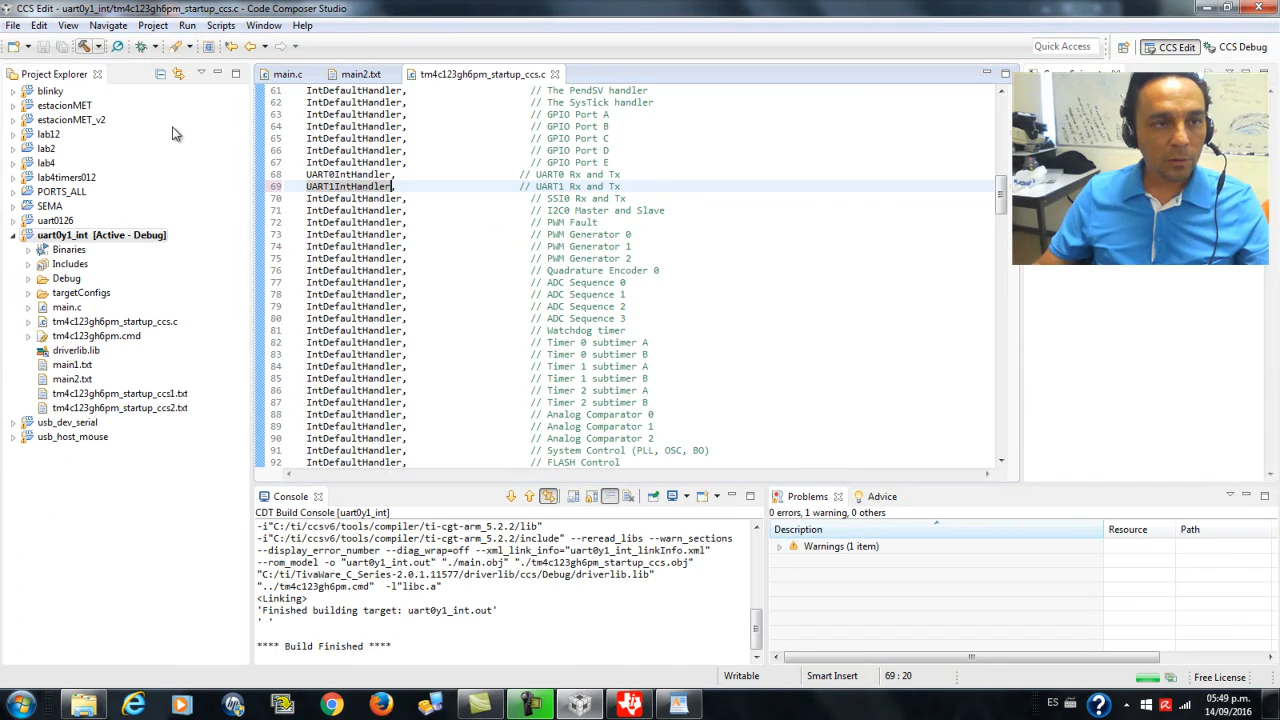 CCS Edit - uart0y1_int/tm4c123gh6pm_startup_ccs.c - Code Composer Studio
File Edit View Navigate Project Run Scripts Window Help
Quick Access CCS Edit CCS Debug
Project Explorer
blinky
estacionMET
estacionMET_v2
lab12
lab2
lab4
lab4timers012
PORTS_ALL
SEMA
uart0126
uart0y1_int [Active - Debug]
Binaries
Includes
Debug
targetConfigs
main.c
tm4c123gh6pm_startup_ccs.c
tm4c123gh6pm.cmd
driverlib.lib
main1.txt
main2.txt
tm4c123gh6pm_startup_ccs1.txt
tm4c123gh6pm_startup_ccs2.txt
usb_dev_serial
usb_host_mouse
main.c main2.txt tm4c123gh6pm_startup_ccs.c
61 IntDefaultHandler, // The PendSV handler
62 IntDefaultHandler, // The SysTick handler
63 IntDefaultHandler, // GPIO Port A
64 IntDefaultHandler, // GPIO Port B
65 IntDefaultHandler, // GPIO Port C
66 IntDefaultHandler, // GPIO Port D
67 IntDefaultHandler, // GPIO Port E
68 UART0IntHandler, // UART0 Rx and Tx
69 UART1IntHandler, // UART1 Rx and Tx
70 IntDefaultHandler, // SSI0 Rx and Tx
71 IntDefaultHandler, // I2C0 Master and Slave
72 IntDefaultHandler, // PWM Fault
73 IntDefaultHandler, // PWM Generator 0
74 IntDefaultHandler, // PWM Generator 1
75 IntDefaultHandler, // PWM Generator 2
76 IntDefaultHandler, // Quadrature Encoder 0
77 IntDefaultHandler, // ADC Sequence 0
78 IntDefaultHandler, // ADC Sequence 1
79 IntDefaultHandler, // ADC Sequence 2
80 IntDefaultHandler, // ADC Sequence 3
81 IntDefaultHandler, // Watchdog timer
82 IntDefaultHandler, // Timer 0 subtimer A
83 IntDefaultHandler, // Timer 0 subtimer B
84 IntDefaultHandler, // Timer 1 subtimer A
85 IntDefaultHandler, // Timer 1 subtimer B
86 IntDefaultHandler, // Timer 2 subtimer A
87 IntDefaultHandler, // Timer 2 subtimer B
88 IntDefaultHandler, // Analog Comparator 0
89 IntDefaultHandler, // Analog Comparator 1
90 IntDefaultHandler, // Analog Comparator 2
91 IntDefaultHandler, // System Control (PLL, OSC, BO)
92 IntDefaultHandler, // FLASH Control
Console
CDT Build Console [uart0y1_int]
-i"C:/ti/ccsv6/tools/compiler/ti-cgt-arm_5.2.2/lib"
-i"C:/ti/ccsv6/tools/compiler/ti-cgt-arm_5.2.2/include" --reread_libs --warn_sections
--display_error_number --diag_wrap=off --xml_link_info="uart0y1_int_linkInfo.xml"
--rom_model -o "uart0y1_int.out" "./main.obj" "./tm4c123gh6pm_startup_ccs.obj"
"C:/ti/TivaWare_C_Series-2.0.1.11577/driverlib/ccs/Debug/driverlib.lib"
"../tm4c123gh6pm.cmd" -l"libc.a"
<Linking>
'Finished building target: uart0y1_int.out'
' '
**** Build Finished ****
Problems Advice
0 errors, 1 warning, 0 others
Description Resource Path
Warnings (1 item)
Writable Smart Insert 69 : 20 Free License
ES 05:49 p.m.
14/09/2016